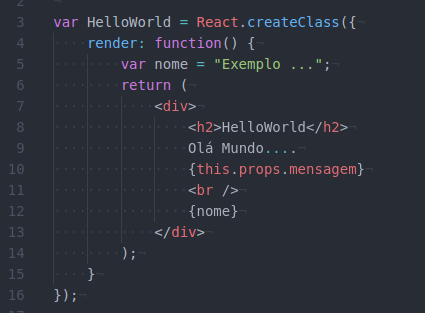 2
3 var HelloWorld = React.createClass({
4     render: function() {
5         var nome = "Exemplo ...";
6         return (
7             <div>
8                 <h2>HelloWorld</h2>
9                 Olá Mundo....
10                 {this.props.mensagem}
11                 <br />
12                 {nome}
13             </div>
14         );
15     }
16 });
17